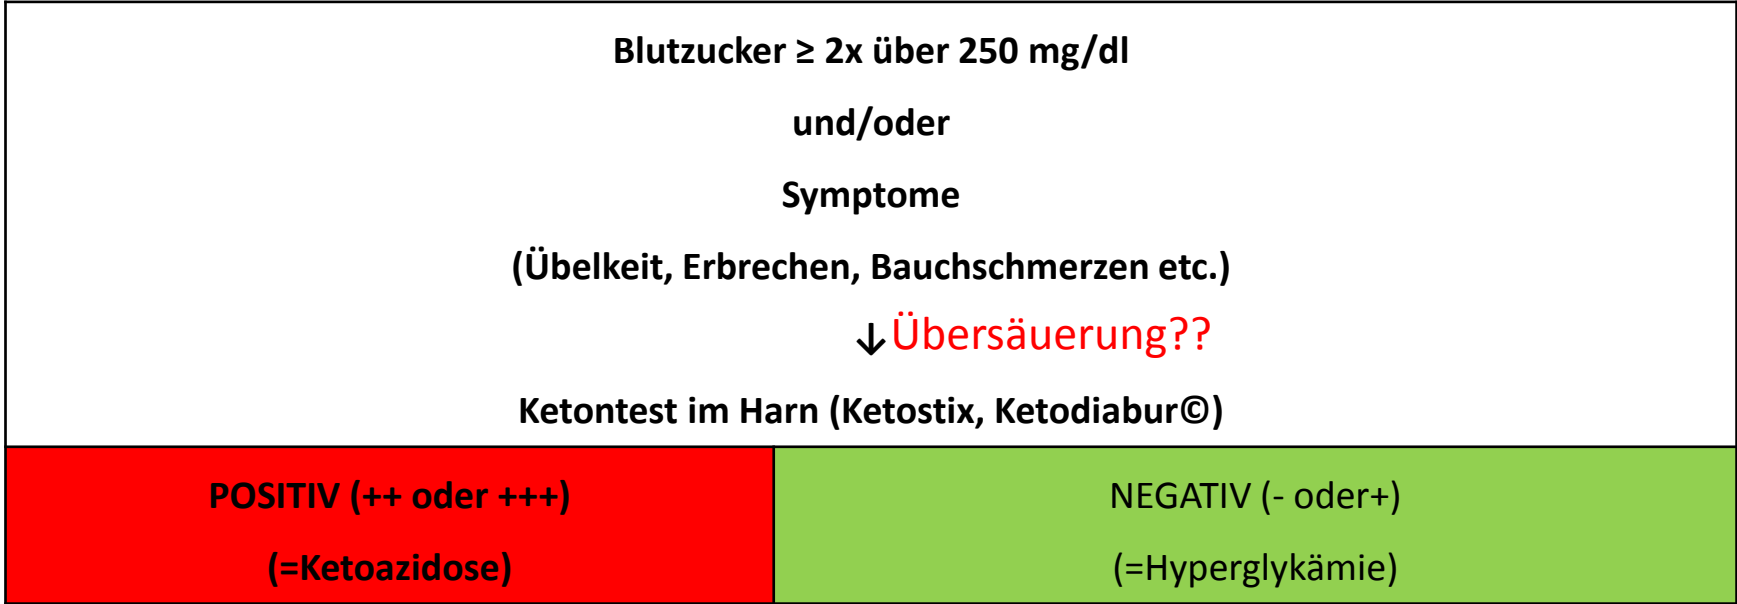 Blutzucker ≥ 2x über 250 mg/dl
und/oder
Symptome
(Übelkeit, Erbrechen, Bauchschmerzen etc.)
↓Übersäuerung??
Ketontest im Harn (Ketostix, Ketodiabur©)
POSITIV (++ oder +++)
(=Ketoazidose)
NEGATIV (- oder+)
(=Hyperglykämie)